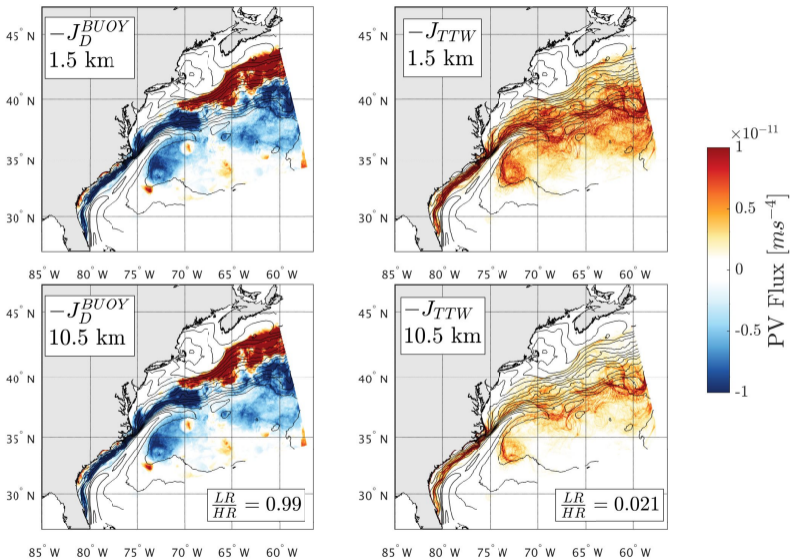 45° N
40° N
35° N
30° N
85° W 80° W 75° W 70° W 65° W 60° W
−J_D^{BUOY}
1.5 km
45° N
40° N
35° N
30° N
85° W 80° W 75° W 70° W 65° W 60° W
−J_{TTW}
1.5 km
45° N
40° N
35° N
30° N
85° W 80° W 75° W 70° W 65° W 60° W
−J_D^{BUOY}
10.5 km
LR/HR = 0.99
45° N
40° N
35° N
30° N
85° W 80° W 75° W 70° W 65° W 60° W
−J_{TTW}
10.5 km
LR/HR = 0.021
×10^{-11}
1
0.5
0
-0.5
-1
PV Flux [ms^{−4}]